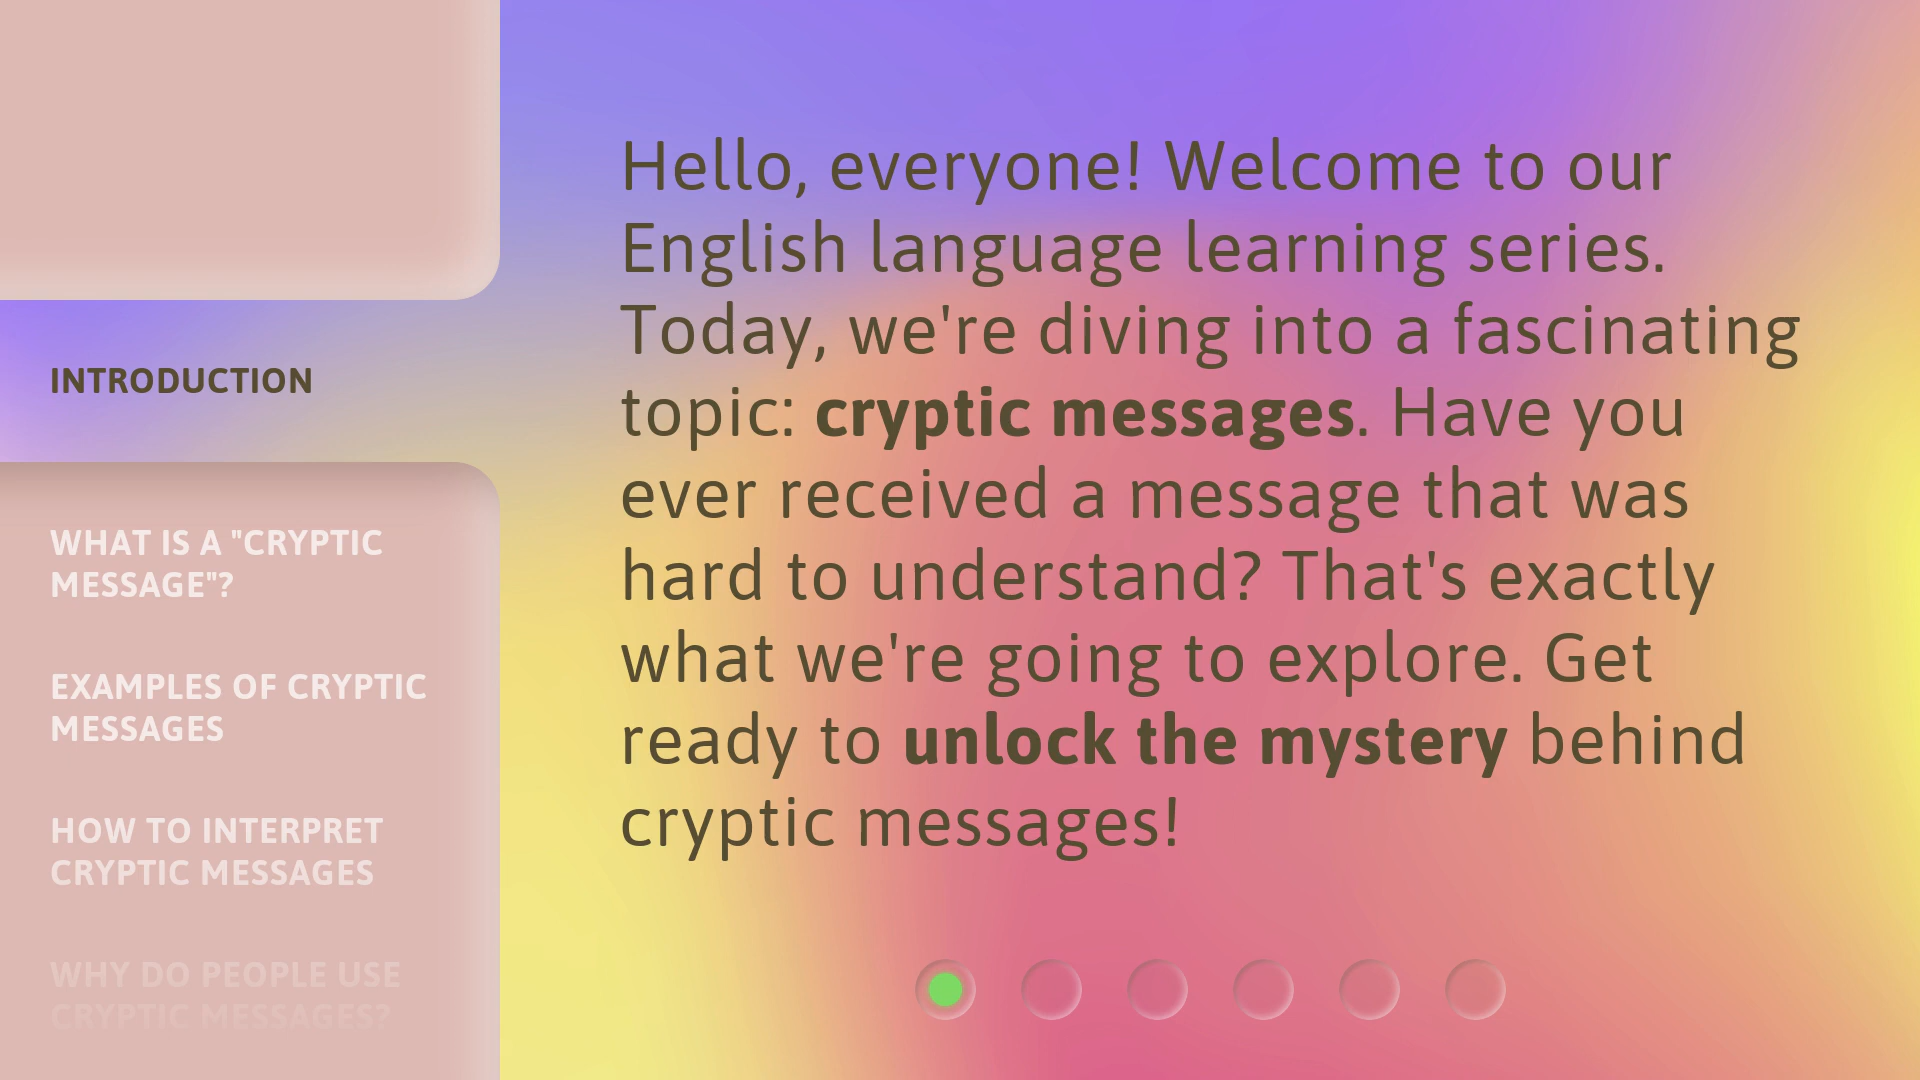 INTRODUCTION
WHAT IS A "CRYPTIC
MESSAGE"?
EXAMPLES OF CRYPTIC
MESSAGES
HOW TO INTERPRET
CRYPTIC MESSAGES
WHY DO PEOPLE USE
CRYPTIC MESSAGES?
Hello, everyone! Welcome to our
English language learning series.
Today, we're diving into a fascinating
topic: cryptic messages. Have you
ever received a message that was
hard to understand? That's exactly
what we're going to explore. Get
ready to unlock the mystery behind
cryptic messages!